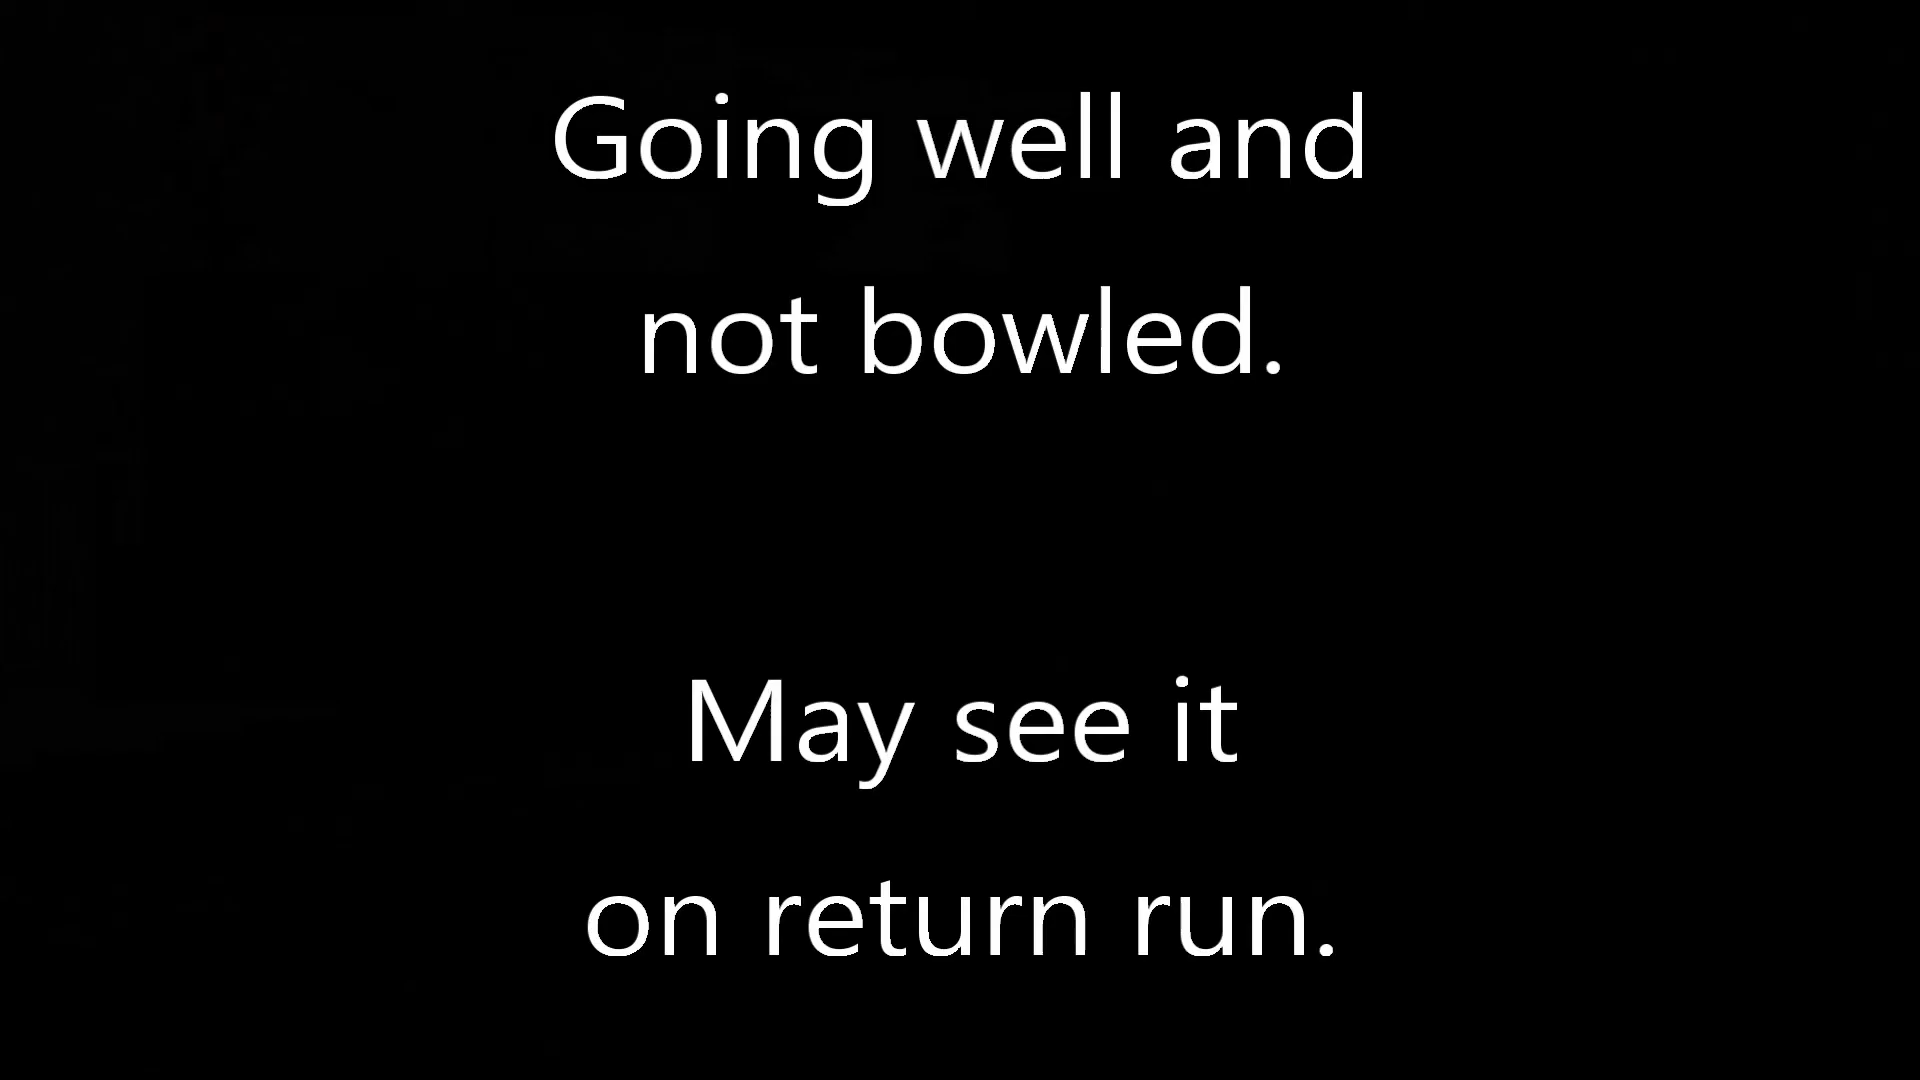 Going well and
not bowled.
May see it
on return run.